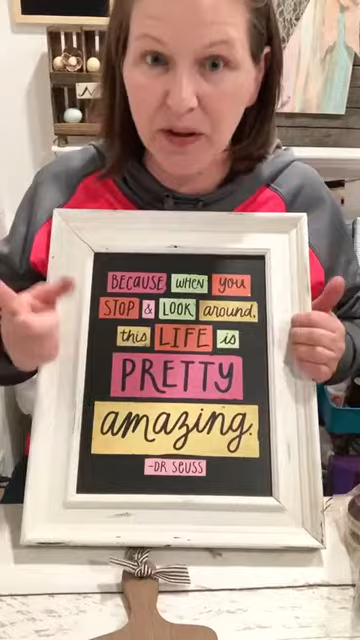 BECAUSE when you
STOP & LOOK around,
this LIFE is
PRETTY
amazing.
-DR SEUSS